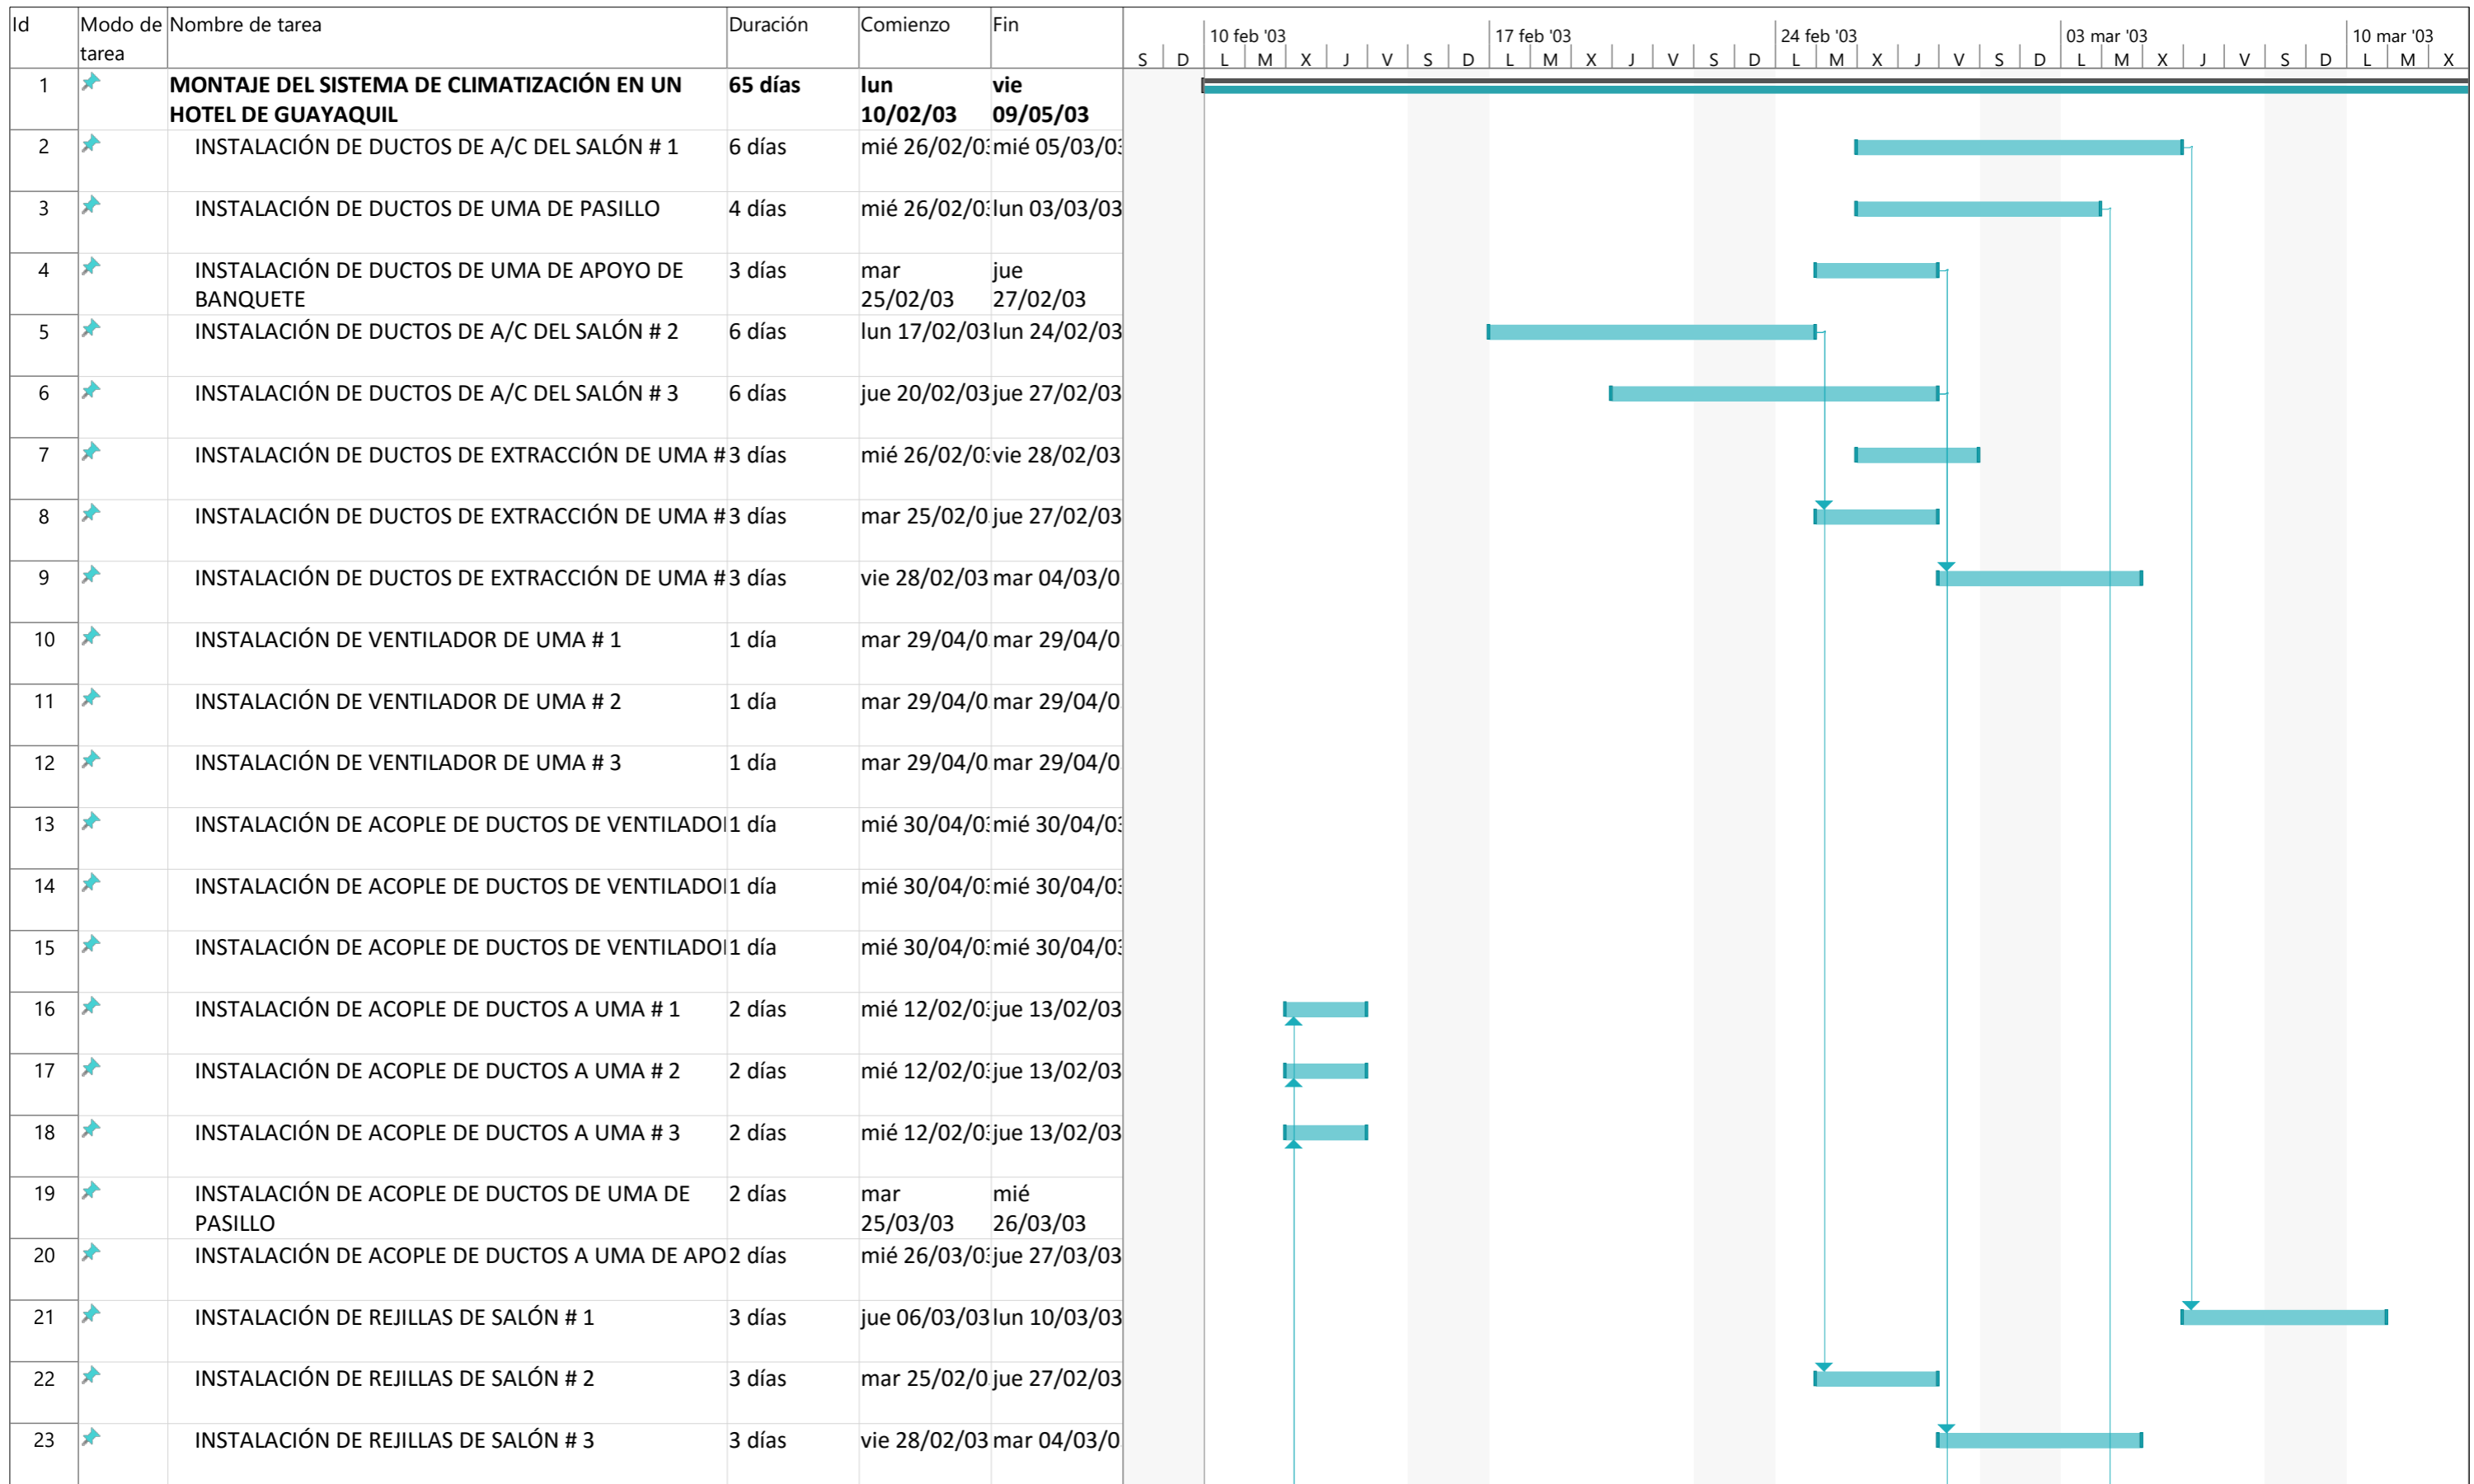 Id Modo de tarea Nombre de tarea Duración Comienzo Fin
10 feb '03 17 feb '03 24 feb '03 03 mar '03 10 mar '03
S D L M X J V S D L M X J V S D L M X J V S D L M X J V S D L M X
1 MONTAJE DEL SISTEMA DE CLIMATIZACIÓN EN UN 65 días lun vie
HOTEL DE GUAYAQUIL 10/02/03 09/05/03
2 INSTALACIÓN DE DUCTOS DE A/C DEL SALÓN # 1 6 días mié 26/02/0 mié 05/03/0
3 INSTALACIÓN DE DUCTOS DE UMA DE PASILLO 4 días mié 26/02/0 lun 03/03/03
4 INSTALACIÓN DE DUCTOS DE UMA DE APOYO DE 3 días mar jue
BANQUETE 25/02/03 27/02/03
5 INSTALACIÓN DE DUCTOS DE A/C DEL SALÓN # 2 6 días lun 17/02/03 lun 24/02/03
6 INSTALACIÓN DE DUCTOS DE A/C DEL SALÓN # 3 6 días jue 20/02/03 jue 27/02/03
7 INSTALACIÓN DE DUCTOS DE EXTRACCIÓN DE UMA # 3 días mié 26/02/0 vie 28/02/03
8 INSTALACIÓN DE DUCTOS DE EXTRACCIÓN DE UMA # 3 días mar 25/02/0 jue 27/02/03
9 INSTALACIÓN DE DUCTOS DE EXTRACCIÓN DE UMA # 3 días vie 28/02/03 mar 04/03/0
10 INSTALACIÓN DE VENTILADOR DE UMA # 1 1 día mar 29/04/0 mar 29/04/0
11 INSTALACIÓN DE VENTILADOR DE UMA # 2 1 día mar 29/04/0 mar 29/04/0
12 INSTALACIÓN DE VENTILADOR DE UMA # 3 1 día mar 29/04/0 mar 29/04/0
13 INSTALACIÓN DE ACOPLE DE DUCTOS DE VENTILADO 1 día mié 30/04/0 mié 30/04/0
14 INSTALACIÓN DE ACOPLE DE DUCTOS DE VENTILADO 1 día mié 30/04/0 mié 30/04/0
15 INSTALACIÓN DE ACOPLE DE DUCTOS DE VENTILADO 1 día mié 30/04/0 mié 30/04/0
16 INSTALACIÓN DE ACOPLE DE DUCTOS A UMA # 1 2 días mié 12/02/0 jue 13/02/03
17 INSTALACIÓN DE ACOPLE DE DUCTOS A UMA # 2 2 días mié 12/02/0 jue 13/02/03
18 INSTALACIÓN DE ACOPLE DE DUCTOS A UMA # 3 2 días mié 12/02/0 jue 13/02/03
19 INSTALACIÓN DE ACOPLE DE DUCTOS DE UMA DE 2 días mar mié
PASILLO 25/03/03 26/03/03
20 INSTALACIÓN DE ACOPLE DE DUCTOS A UMA DE APO 2 días mié 26/03/0 jue 27/03/03
21 INSTALACIÓN DE REJILLAS DE SALÓN # 1 3 días jue 06/03/03 lun 10/03/03
22 INSTALACIÓN DE REJILLAS DE SALÓN # 2 3 días mar 25/02/0 jue 27/02/03
23 INSTALACIÓN DE REJILLAS DE SALÓN # 3 3 días vie 28/02/03 mar 04/03/0